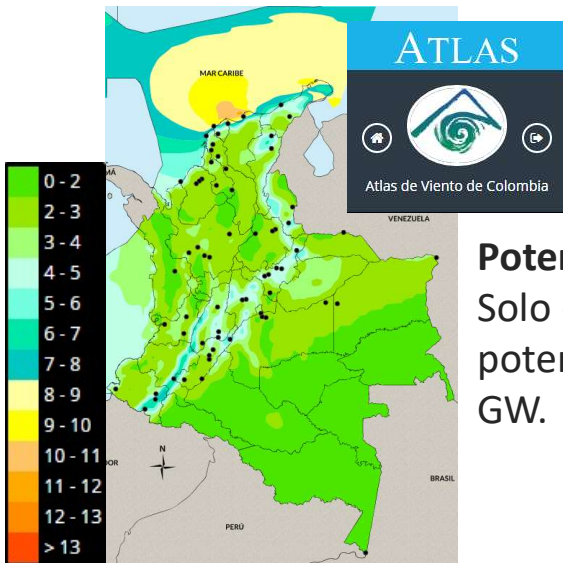 ATLAS
Atlas de Viento de Colombia
MAR CARIBE
VENEZUELA
BRASIL
PERÚ
N
0 - 2
2 - 3
3 - 4
4 - 5
5 - 6
6 - 7
7 - 8
8 - 9
9 - 10
10 - 11
11 - 12
12 - 13
> 13
Solo
GW.